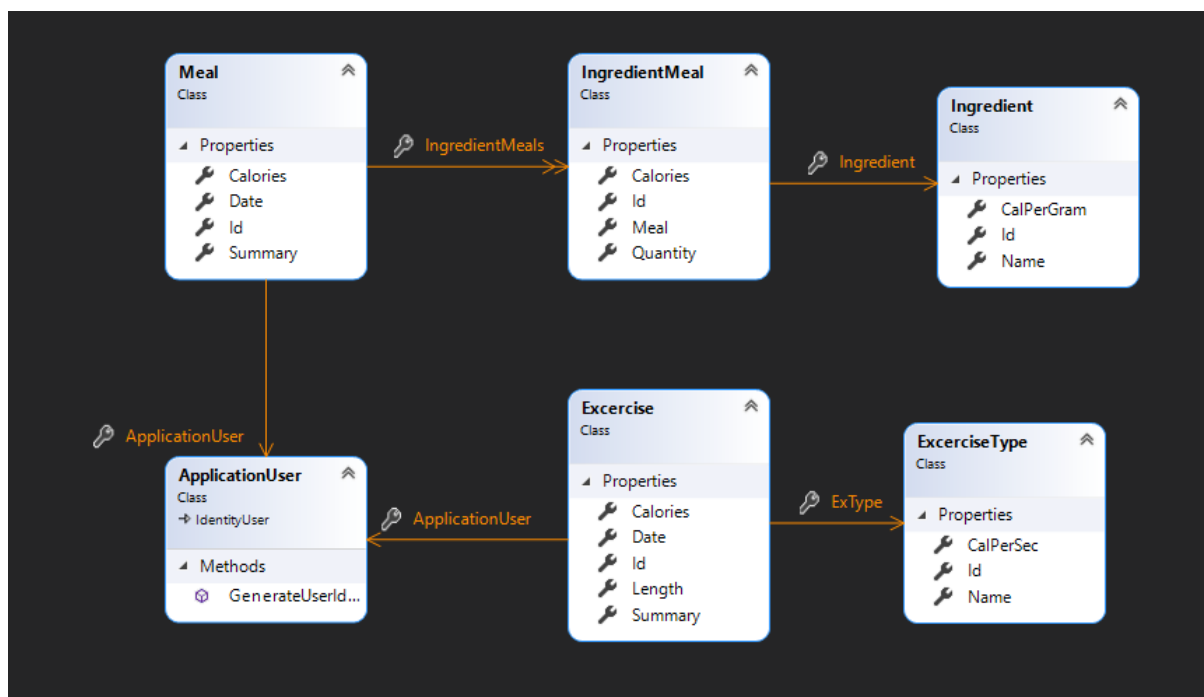 Meal
Class
Properties
Calories
Date
Id
Summary
IngredientMeals
IngredientMeal
Class
Properties
Calories
Id
Meal
Quantity
Ingredient
Ingredient
Class
Properties
CalPerGram
Id
Name
ApplicationUser
ApplicationUser
Class
IdentityUser
Methods
GenerateUserId...
ApplicationUser
Excercise
Class
Properties
Calories
Date
Id
Length
Summary
ExType
ExcerciseType
Class
Properties
CalPerSec
Id
Name